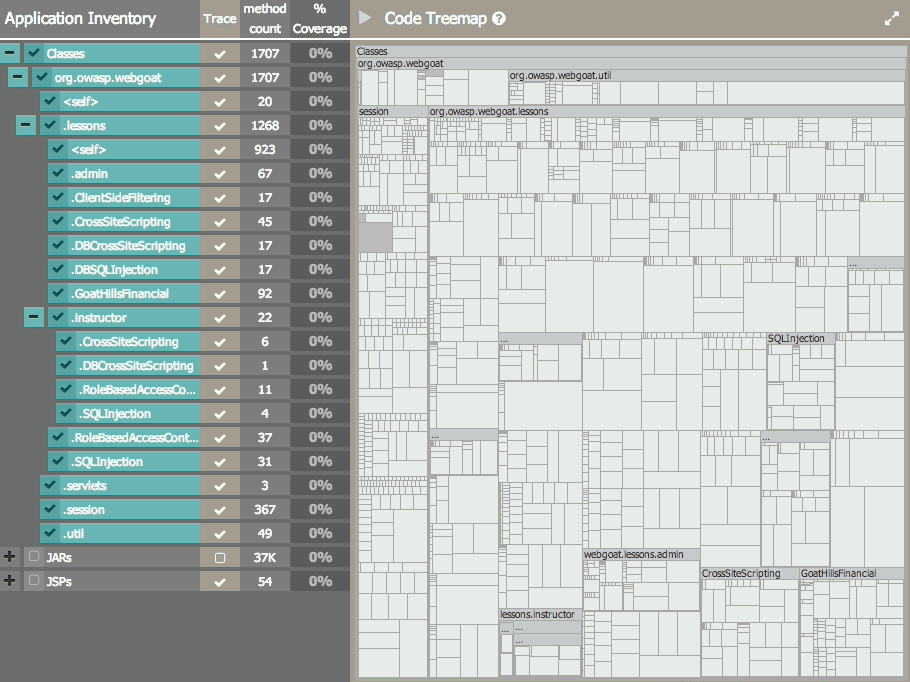 Application Inventory Trace method count % Coverage
Classes 1707 0%
org.owasp.webgoat 1707 0%
<self> 20 0%
.lessons 1268 0%
<self> 923 0%
.admin 67 0%
.ClientSideFiltering 17 0%
.CrossSiteScripting 45 0%
.DBCrossSiteScripting 17 0%
.DBSQLInjection 17 0%
.GoatHillsFinancial 92 0%
.instructor 22 0%
.CrossSiteScripting 6 0%
.DBCrossSiteScripting 1 0%
.RoleBasedAccessCo... 11 0%
.SQLInjection 4 0%
.RoleBasedAccessCont... 37 0%
.SQLInjection 31 0%
.servlets 3 0%
.session 367 0%
.util 49 0%
JARs 37K 0%
JSPs 54 0%
Code Treemap ?
Classes
org.owasp.webgoat
org.owasp.webgoat.util
session
org.owasp.webgoat.lessons
...
...
SQLInjection
...
...
webgoat.lessons.admin
CrossSiteScripting
GoatHillsFinancial
lessons.instructor
...
...
...